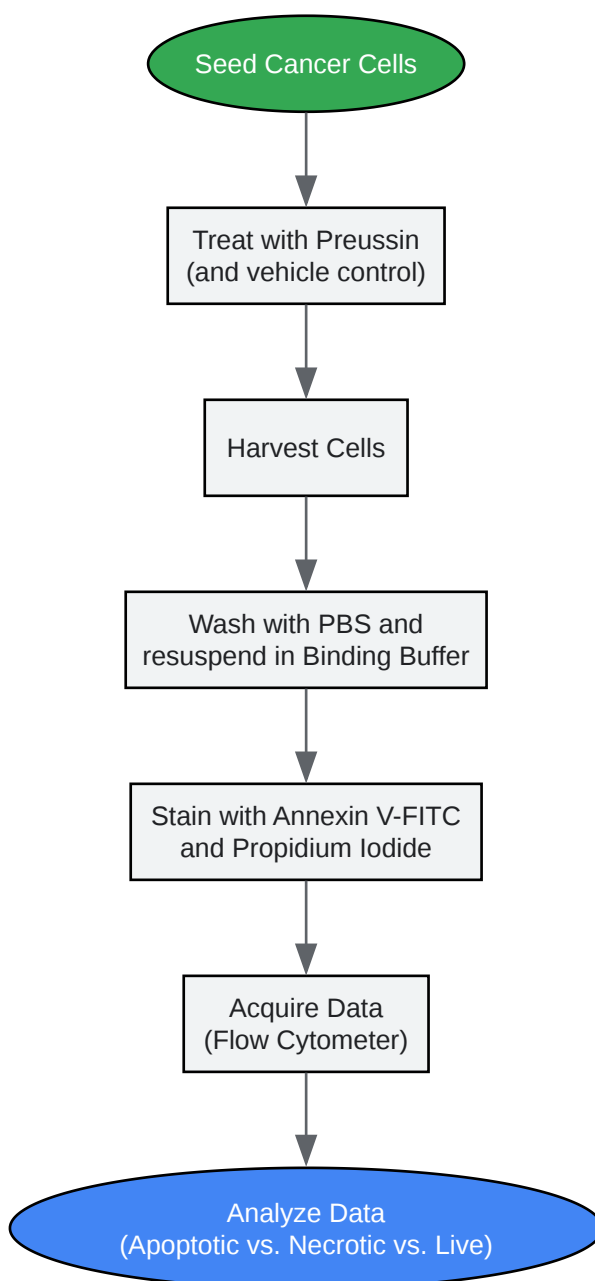 Seed Cancer Cells
Treat with Preussin
(and vehicle control)
Harvest Cells
Wash with PBS and
resuspend in Binding Buffer
Stain with Annexin V-FITC
and Propidium Iodide
Acquire Data
(Flow Cytometer)
Analyze Data
(Apoptotic vs. Necrotic vs. Live)